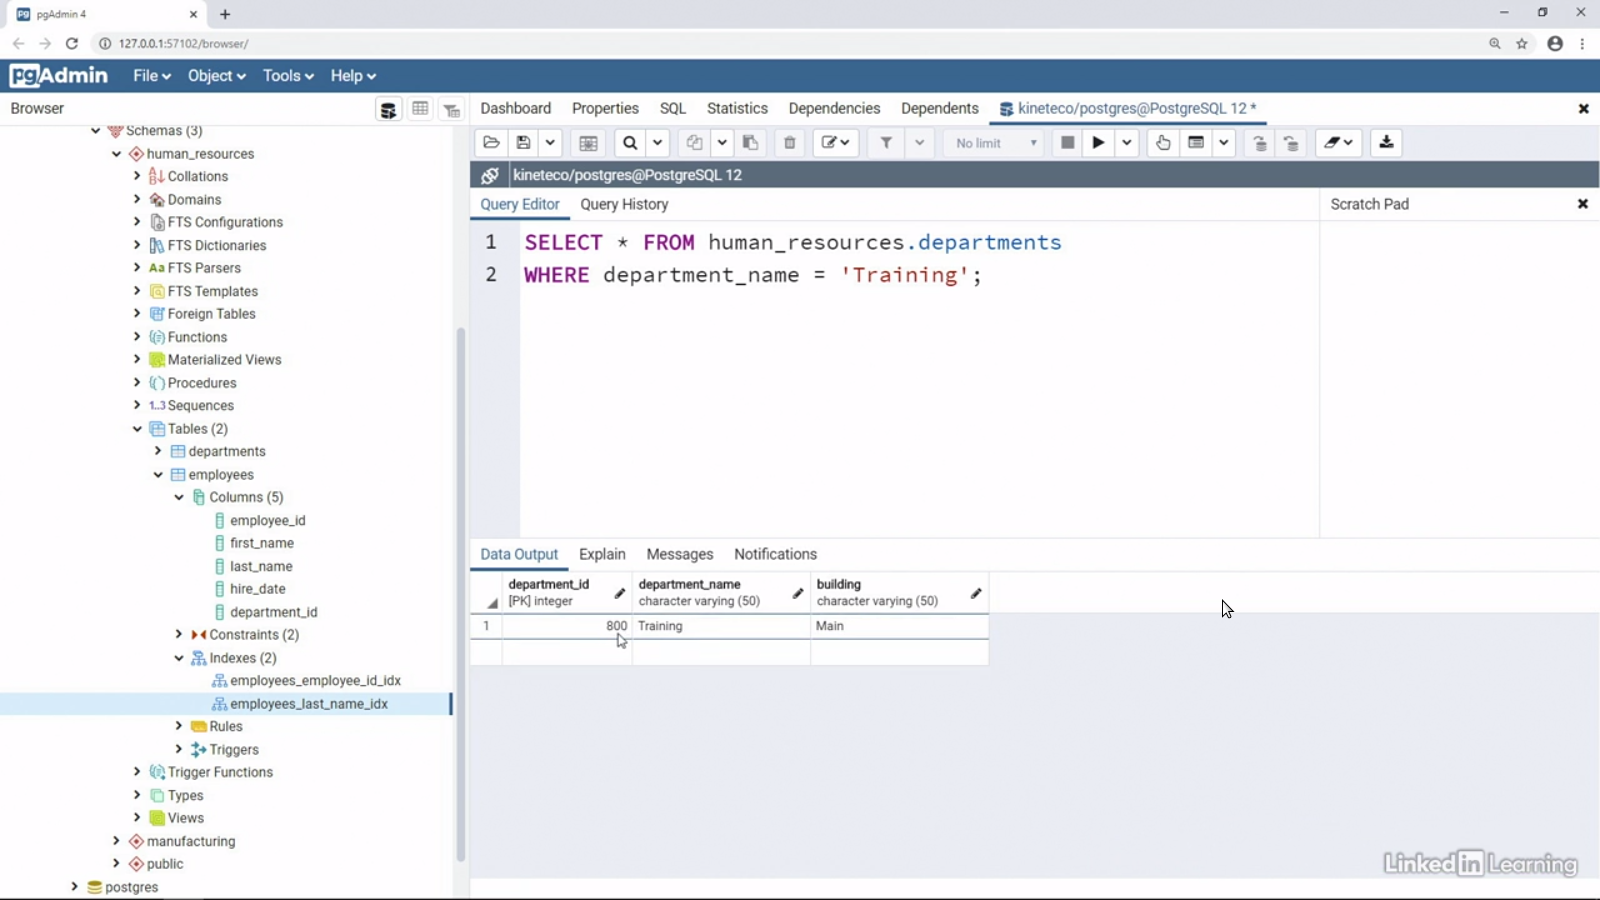 pgAdmin 4
127.0.0.1:57102/browser/
pgAdmin File Object Tools Help
Browser
Dashboard Properties SQL Statistics Dependencies Dependents kineteco/postgres@PostgreSQL 12 *
No limit
kineteco/postgres@PostgreSQL 12
Query Editor Query History
Scratch Pad
1 SELECT * FROM human_resources.departments
2 WHERE department_name = 'Training';
Schemas (3)
human_resources
Collations
Domains
FTS Configurations
FTS Dictionaries
Aa FTS Parsers
FTS Templates
Foreign Tables
Functions
Materialized Views
Procedures
1..3 Sequences
Tables (2)
departments
employees
Columns (5)
employee_id
first_name
last_name
hire_date
department_id
Constraints (2)
Indexes (2)
employees_employee_id_idx
employees_last_name_idx
Rules
Triggers
Trigger Functions
Types
Views
manufacturing
public
postgres
Data Output Explain Messages Notifications
department_id department_name building
[PK] integer character varying (50) character varying (50)
1 800 Training Main
LinkedIn Learning